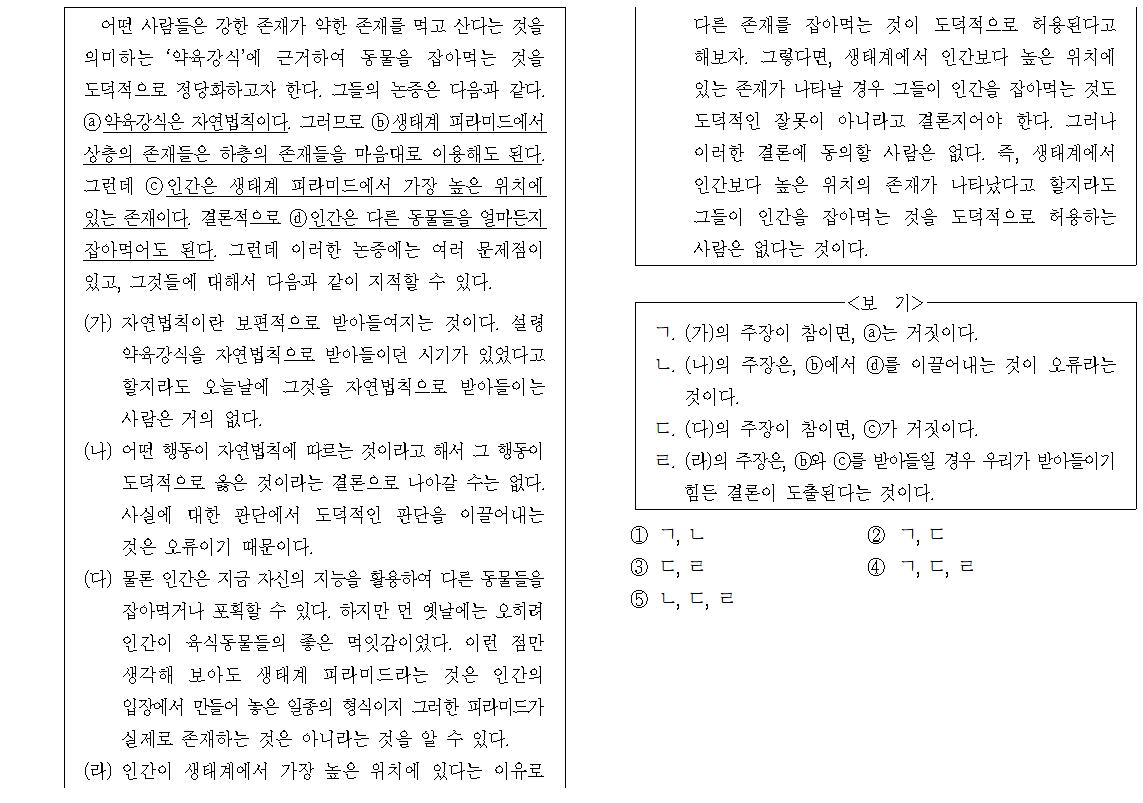 어떤 사람들은 강한 존재가 약한 존재를 먹고 산다는 것을
의미하는 ‘약육강식’에 근거하여 동물을 잡아먹는 것을
도덕적으로 정당화하고자 한다. 그들의 논증은 다음과 같다.
ⓐ약육강식은 자연법칙이다. 그러므로 ⓑ생태계 피라미드에서
상층의 존재들은 하층의 존재들을 마음대로 이용해도 된다.
그런데 ⓒ인간은 생태계 피라미드에서 가장 높은 위치에
있는 존재이다. 결론적으로 ⓓ인간은 다른 동물들을 얼마든지
잡아먹어도 된다. 그런데 이러한 논증에는 여러 문제점이
있고, 그것들에 대해서 다음과 같이 지적할 수 있다.
(가) 자연법칙이란 보편적으로 받아들여지는 것이다. 설령
약육강식을 자연법칙으로 받아들이던 시기가 있었다고
할지라도 오늘날에 그것을 자연법칙으로 받아들이는
사람은 거의 없다.
(나) 어떤 행동이 자연법칙에 따르는 것이라고 해서 그 행동이
도덕적으로 옳은 것이라는 결론으로 나아갈 수는 없다.
사실에 대한 판단에서 도덕적인 판단을 이끌어내는
것은 오류이기 때문이다.
(다) 물론 인간은 지금 자신의 지능을 활용하여 다른 동물들을
잡아먹거나 포획할 수 있다. 하지만 먼 옛날에는 오히려
인간이 육식동물들의 좋은 먹잇감이었다. 이런 점만
생각해 보아도 생태계 피라미드라는 것은 인간의
입장에서 만들어 놓은 일종의 형식이지 그러한 피라미드가
실제로 존재하는 것은 아니라는 것을 알 수 있다.
(라) 인간이 생태계에서 가장 높은 위치에 있다는 이유로
다른 존재를 잡아먹는 것이 도덕적으로 허용된다고
해보자. 그렇다면, 생태계에서 인간보다 높은 위치에
있는 존재가 나타날 경우 그들이 인간을 잡아먹는 것도
도덕적인 잘못이 아니라고 결론지어야 한다. 그러나
이러한 결론에 동의할 사람은 없다. 즉, 생태계에서
인간보다 높은 위치의 존재가 나타났다고 할지라도
그들이 인간을 잡아먹는 것을 도덕적으로 허용하는
사람은 없다는 것이다.
<보 기>
ㄱ. (가)의 주장이 참이면, ⓐ는 거짓이다.
ㄴ. (나)의 주장은, ⓑ에서 ⓓ를 이끌어내는 것이 오류라는
것이다.
ㄷ. (다)의 주장이 참이면, ⓒ가 거짓이다.
ㄹ. (라)의 주장은, ⓑ와 ⓒ를 받아들일 경우 우리가 받아들이기
힘든 결론이 도출된다는 것이다.
① ㄱ, ㄴ ② ㄱ, ㄷ
③ ㄷ, ㄹ ④ ㄱ, ㄷ, ㄹ
⑤ ㄴ, ㄷ, ㄹ